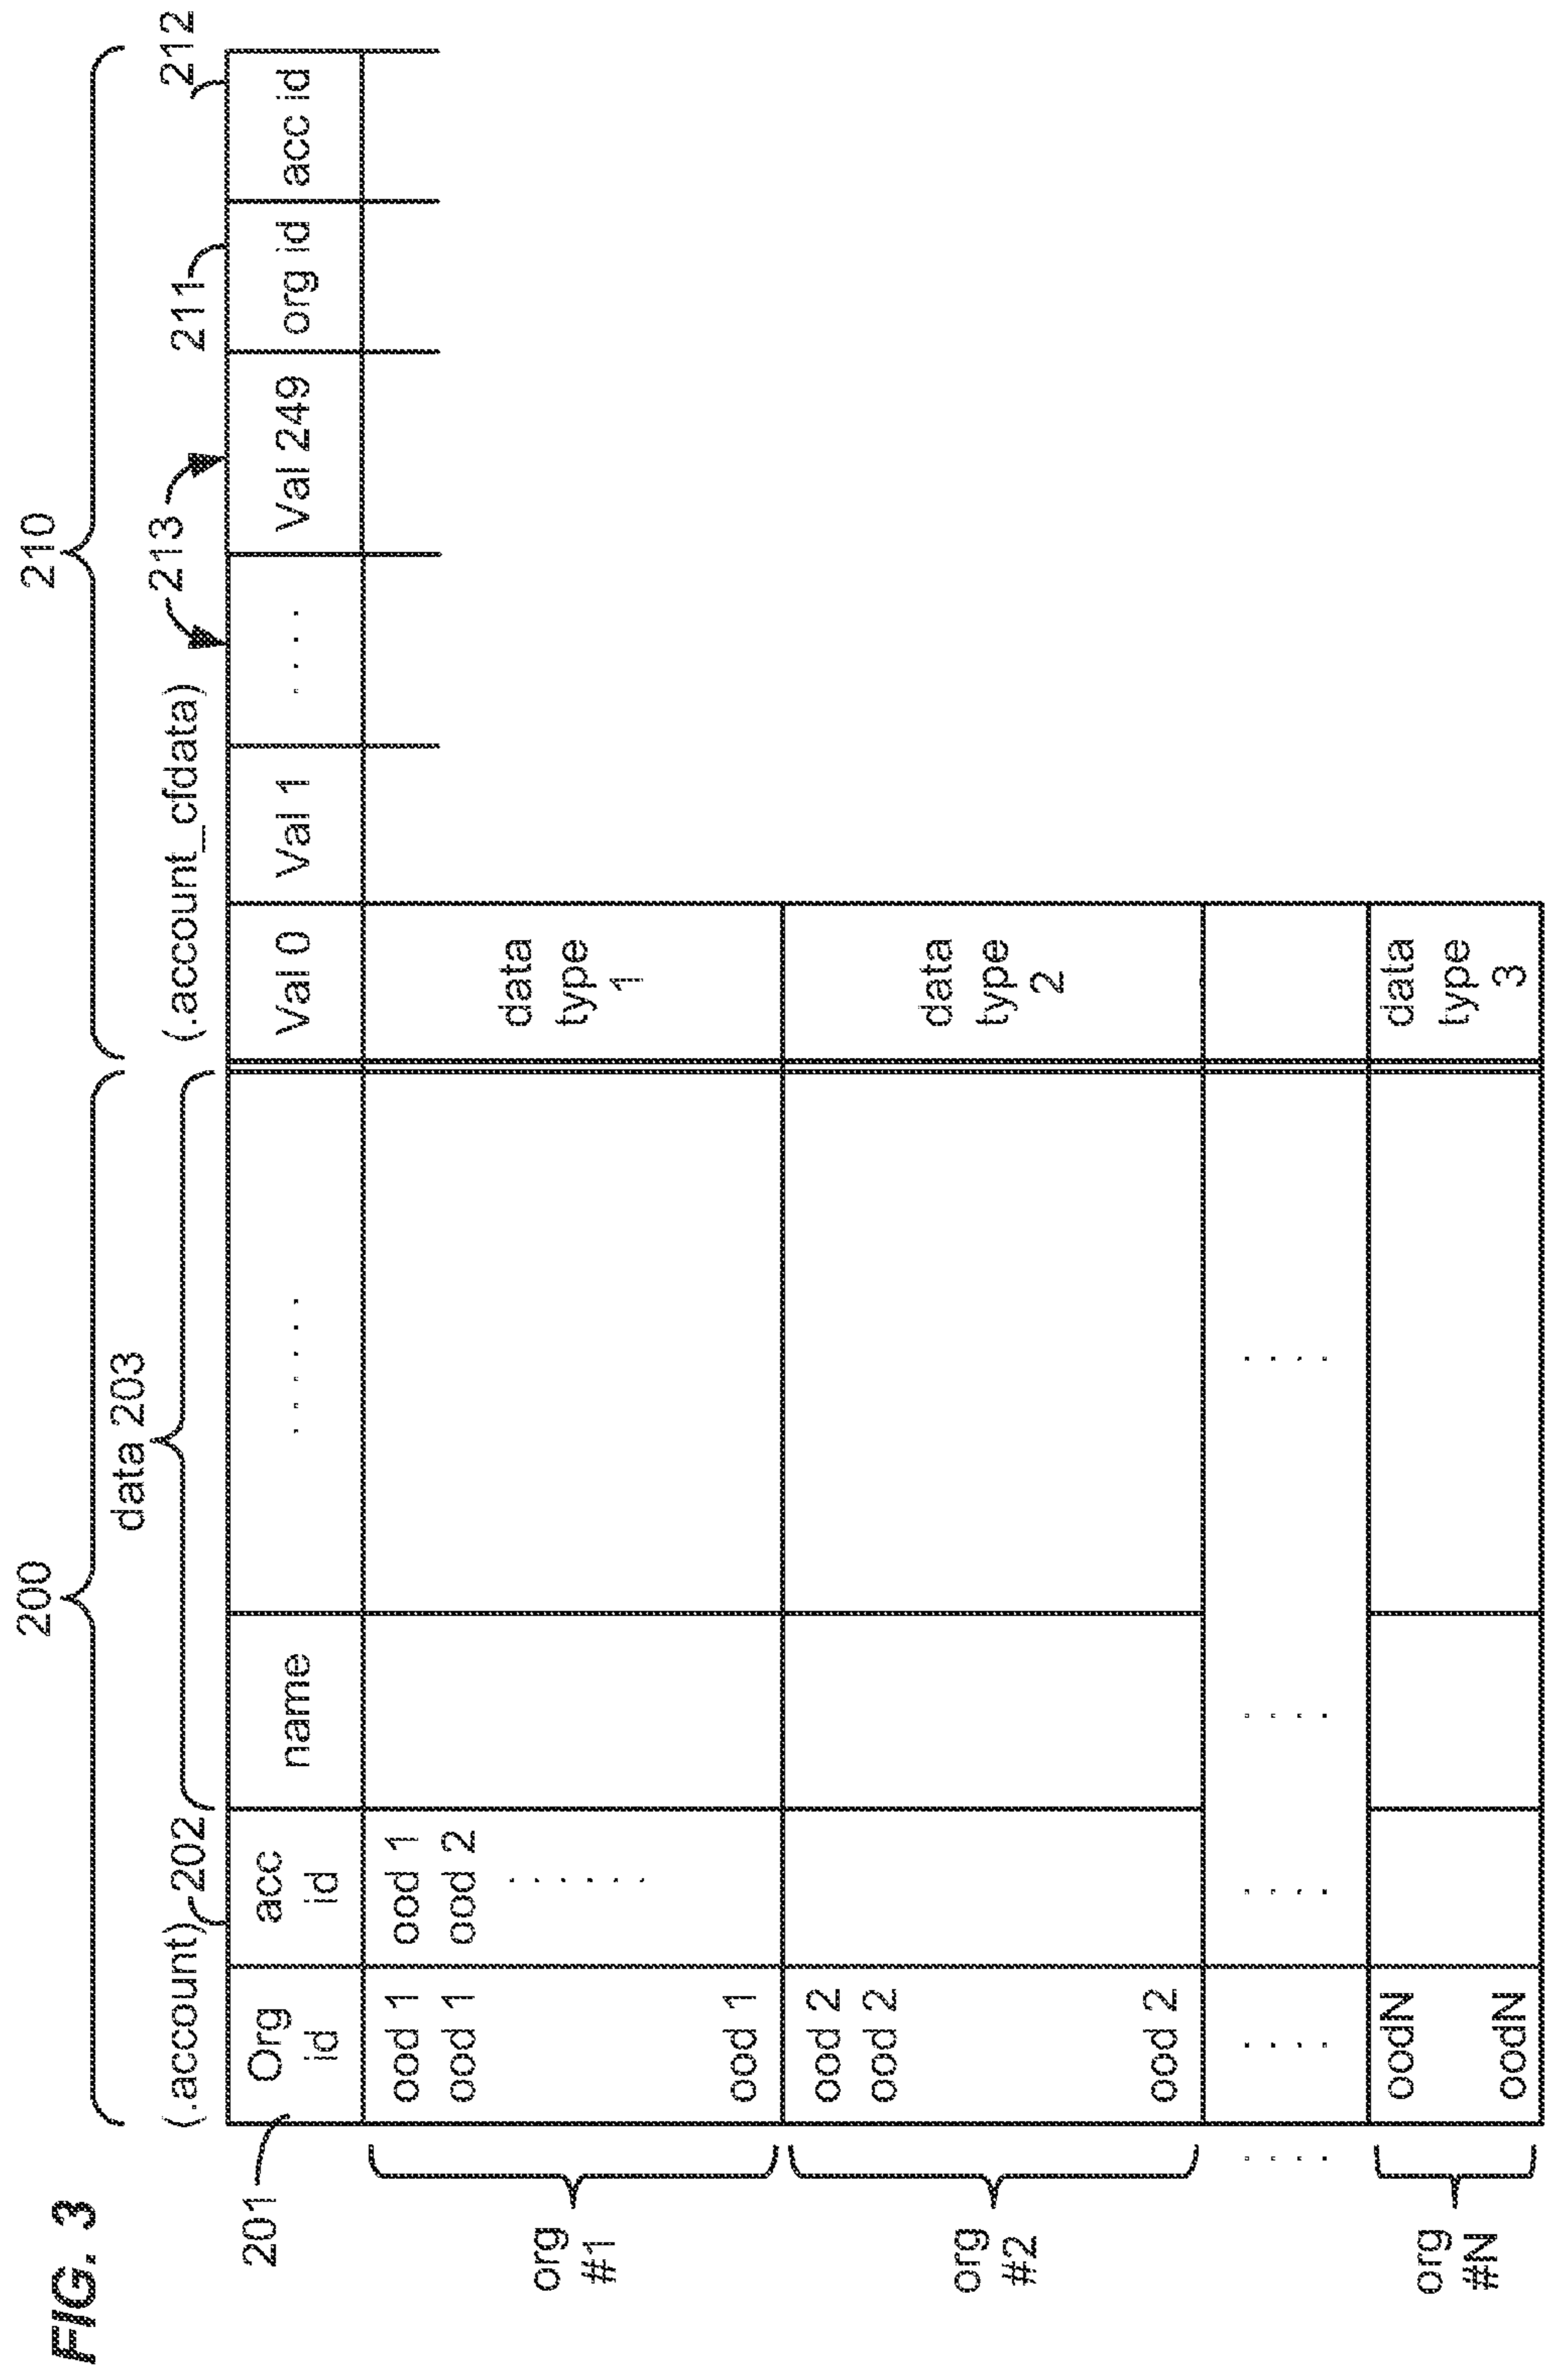 FIG. 3
200
210
data 203
(.account)
202
(.account_cfdata)
213
211
212
201
Org id
acc id
name
. . . . . .
Val 0
Val 1
. . . .
Val 249
org id
acc id
org #1
ood 1
ood 1
ood 1
ood 1
ood 2
. . . . . .
data type 1
org #2
ood 2
ood 2
ood 2
data type 2
. . . .
. . . .
. . . .
. . . .
. . . .
org #N
oodN
oodN
data type 3